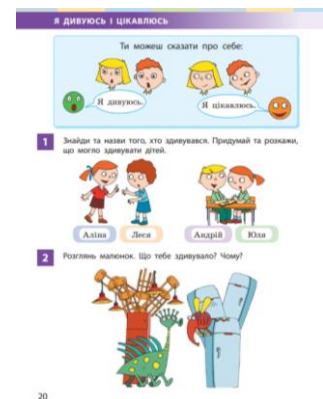 Я ДИВУЮСЬ І ЦІКАВЛЮСЬ
Ти можеш сказати про себе:
Я дивуюсь.
Я цікавлюсь.
1 Знайди та назви того, хто здивувався. Придумай та розкажи,
що могло здивувати дітей.
Аліна Леся Андрій Юля
2 Розглянь малюнок. Що тебе здивувало? Чому?
20